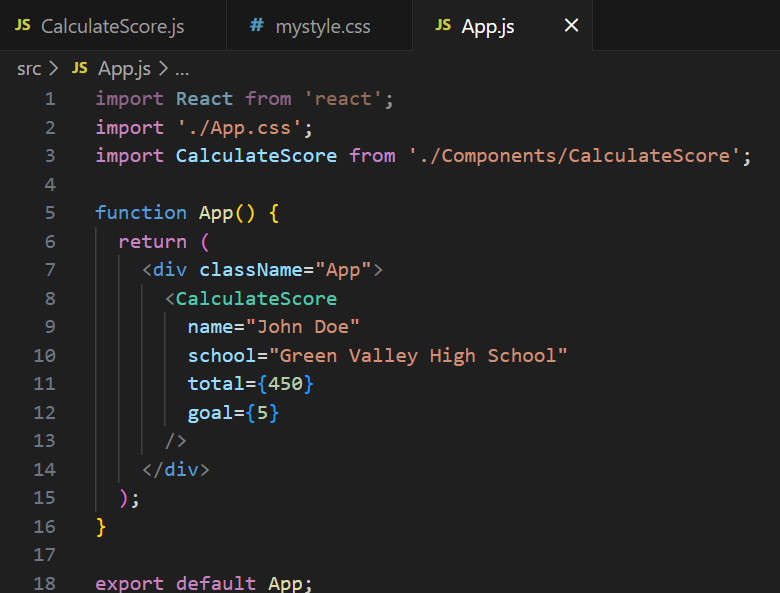 JS CalculateScore.js # mystyle.css JS App.js ×
src > JS App.js > ...
1 import React from 'react';
2 import './App.css';
3 import CalculateScore from './Components/CalculateScore';
4
5 function App() {
6   return (
7     <div className="App">
8       <CalculateScore
9         name="John Doe"
10         school="Green Valley High School"
11         total={450}
12         goal={5}
13       />
14     </div>
15   );
16 }
17
18 export default App;